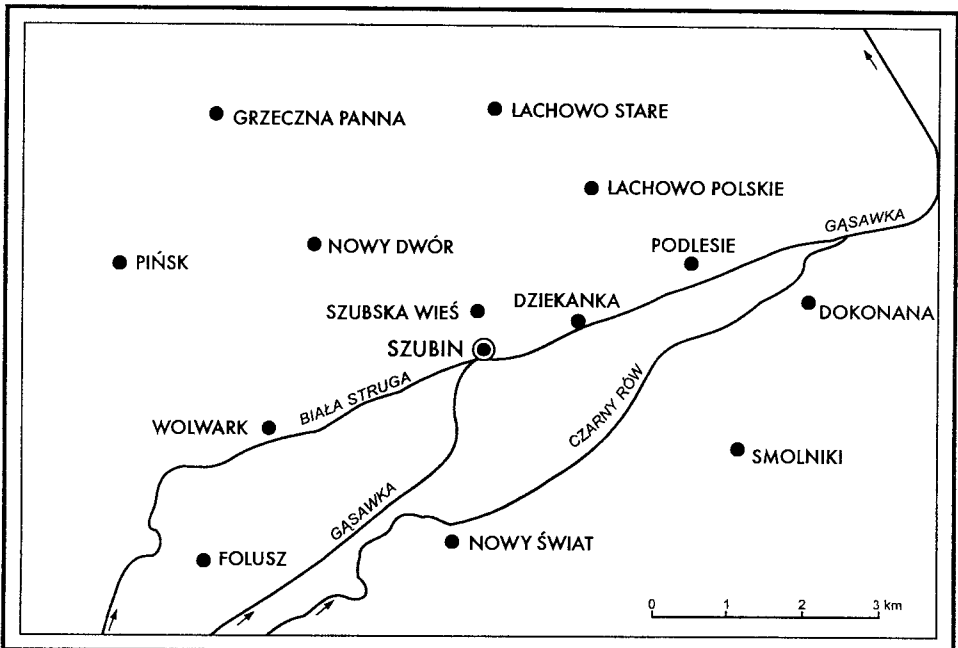 GRZECZNA PANNA
ŁACHOWO STARE
ŁACHOWO POLSKIE
GĄSAWKA
PODLESIE
NOWY DWÓR
PIŃSK
DZIEKANKA
SZUBSKA WIEŚ
DOKONANA
SZUBIN
BIAŁA STRUGA
CZARNY RÓW
WOLWARK
SMOLNIKI
GĄSAWKA
NOWY ŚWIAT
FOLUSZ
0 1 2 3 km